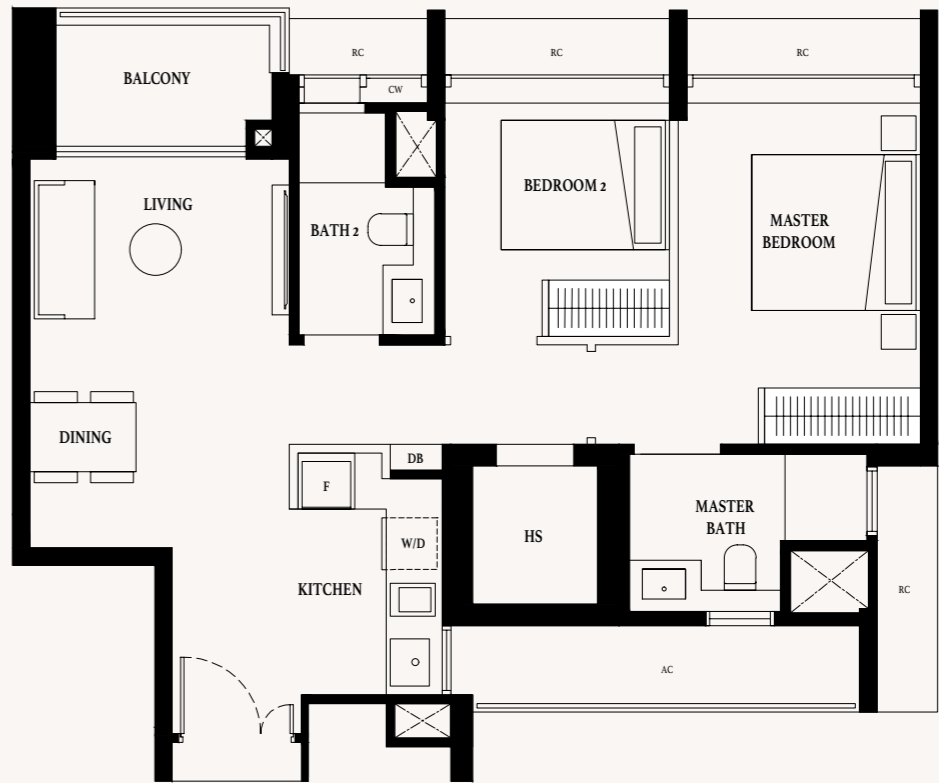 RC
RC
RC
BALCONY
CW
BEDROOM 2
LIVING
BATH 2
MASTER
BEDROOM
DINING
DB
F
W/D
HS
MASTER
BATH
KITCHEN
RC
AC